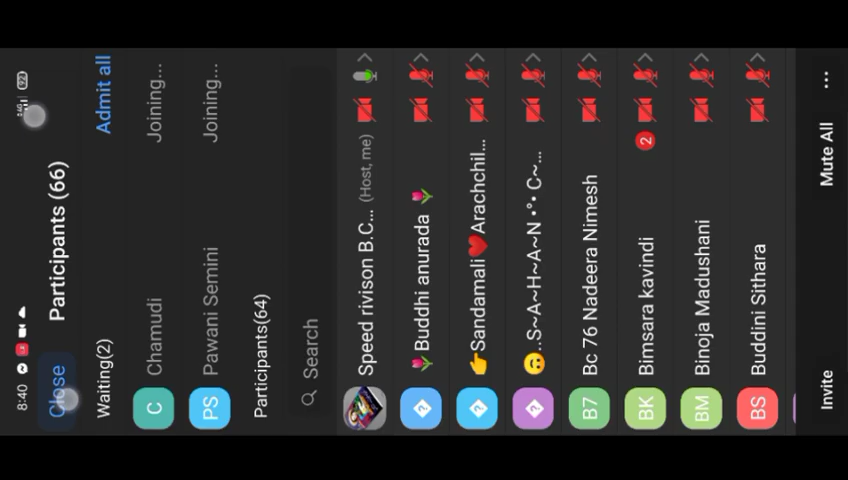 8:40
92
Close
Participants (66)
Waiting(2)
Admit all
C
Chamudi
Joining...
PS
Pawani Semini
Joining...
Participants(64)
Search
Speed rivison B.C... (Host, me)
🌷 Buddhi anurada 🌷
👉Sandamali❤️Arachchil...
🙂..S~A~H~A~N •°• C~...
B7
Bc 76 Nadeera Nimesh
BK
Bimsara kavindi
2
BM
Binoja Madushani
BS
Buddini Sithara
Invite
Mute All
...